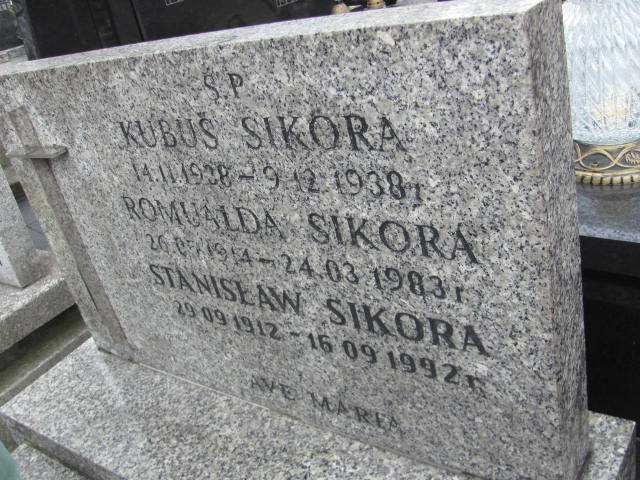 Ś.P.
KUBUŚ SIKORA
14.11.1938 - 9.12.1938 r.
ROMUALDA SIKORA
1914 - 24.03.1983 r.
STANISŁAW SIKORA
29.09.1912 - 16.09.1992 r.
AVE MARIA